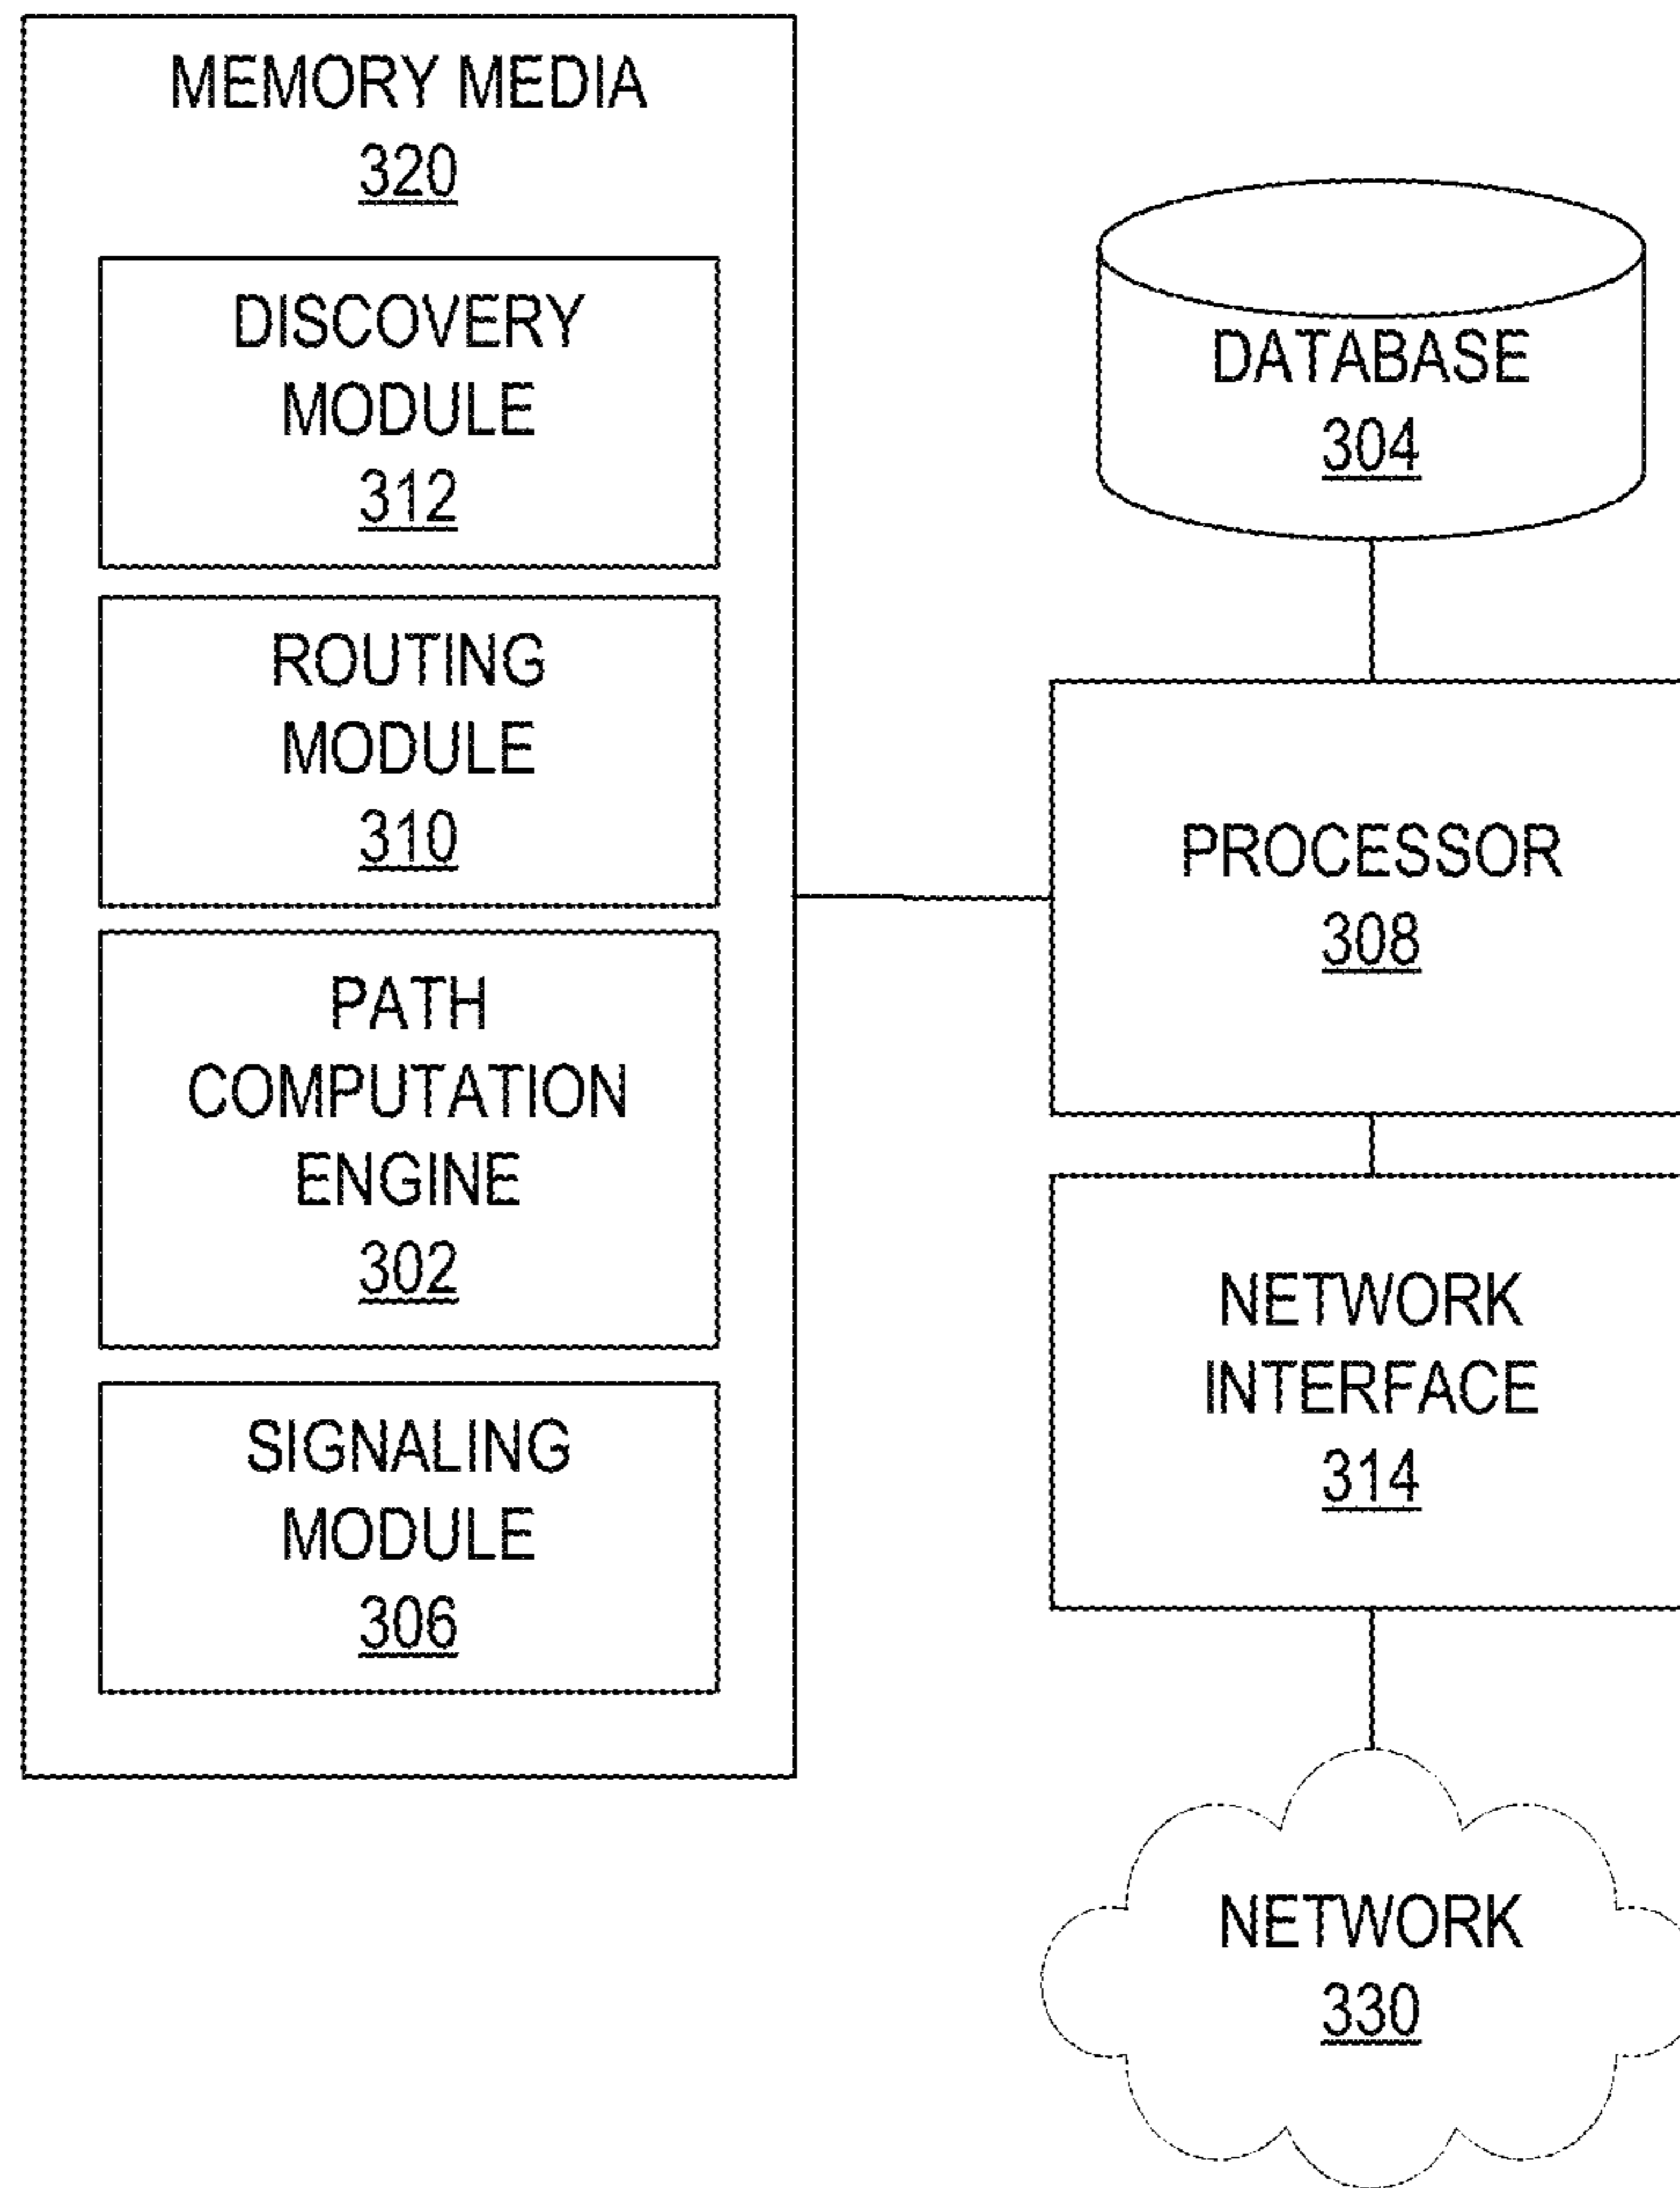 MEMORY MEDIA
320
DISCOVERY
MODULE
312
ROUTING
MODULE
310
PATH
COMPUTATION
ENGINE
302
SIGNALING
MODULE
306
DATABASE
304
PROCESSOR
308
NETWORK
INTERFACE
314
NETWORK
330